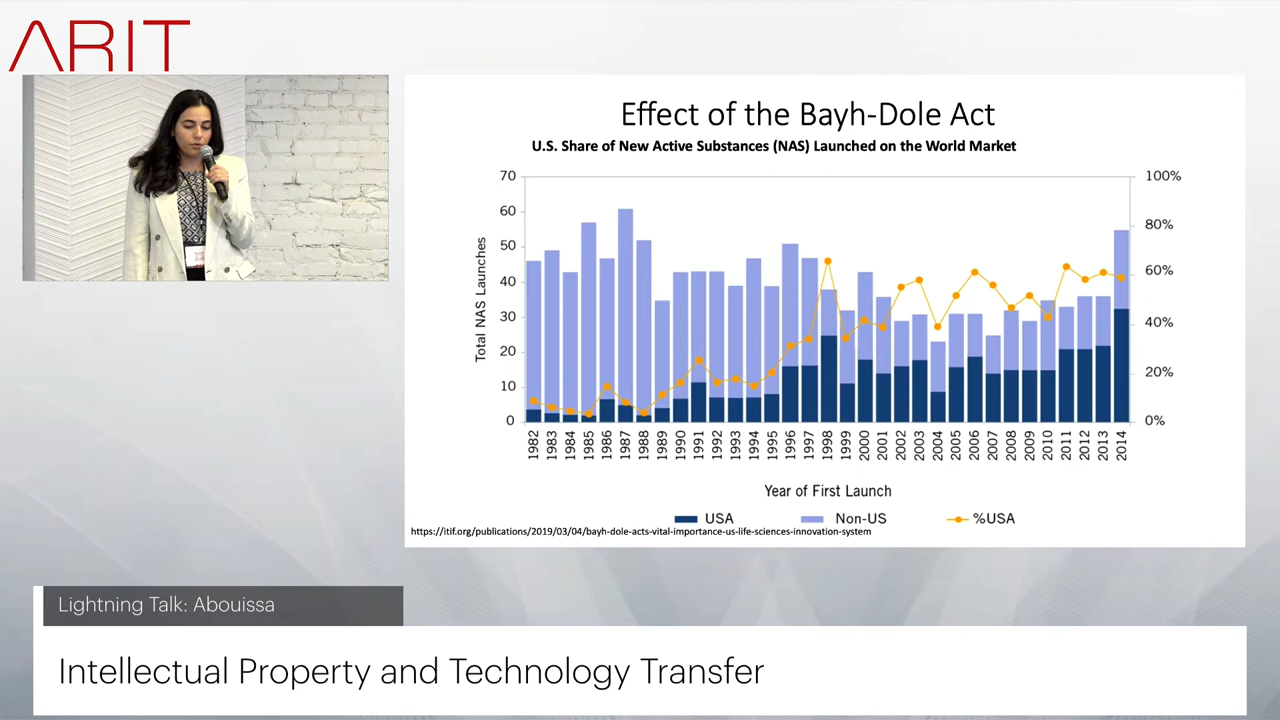 ARIT
Effect of the Bayh-Dole Act
U.S. Share of New Active Substances (NAS) Launched on the World Market
Total NAS Launches
70
60
50
40
30
20
10
0
100%
80%
60%
40%
20%
0%
1982 1983 1984 1985 1986 1987 1988 1989 1990 1991 1992 1993 1994 1995 1996 1997 1998 1999 2000 2001 2002 2003 2004 2005 2006 2007 2008 2009 2010 2011 2012 2013 2014
Year of First Launch
USA Non-US %USA
https://itif.org/publications/2019/03/04/bayh-dole-acts-vital-importance-us-life-sciences-innovation-system
Lightning Talk: Abouissa
Intellectual Property and Technology Transfer